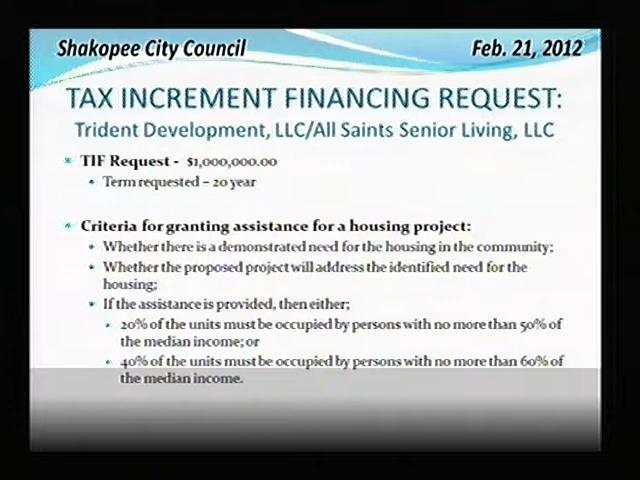 Shakopee City Council
Feb. 21, 2012
TAX INCREMENT FINANCING REQUEST:
Trident Development, LLC/All Saints Senior Living, LLC
TIF Request - $1,000,000.00
Term requested – 20 year
Criteria for granting assistance for a housing project:
Whether there is a demonstrated need for the housing in the community;
Whether the proposed project will address the identified need for the
housing;
If the assistance is provided, then either;
20% of the units must be occupied by persons with no more than 50% of
the median income; or
40% of the units must be occupied by persons with no more than 60% of
the median income.